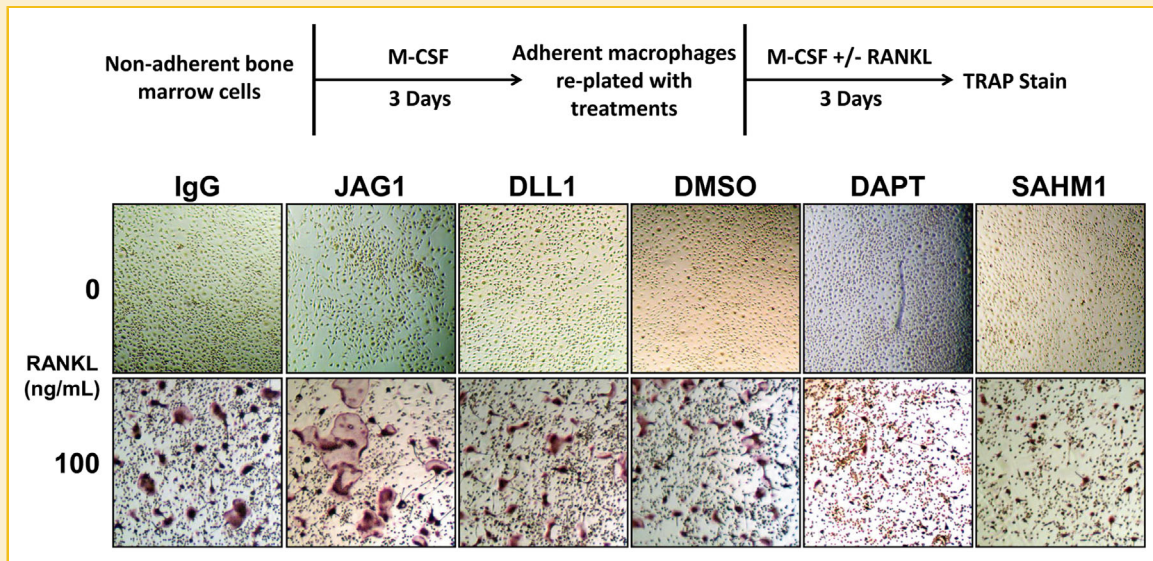 Non-adherent bone
marrow cells
M-CSF
3 Days
Adherent macrophages
re-plated with
treatments
M-CSF +/- RANKL
3 Days
TRAP Stain
IgG
JAG1
DLL1
DMSO
DAPT
SAHM1
0
RANKL
(ng/mL)
100